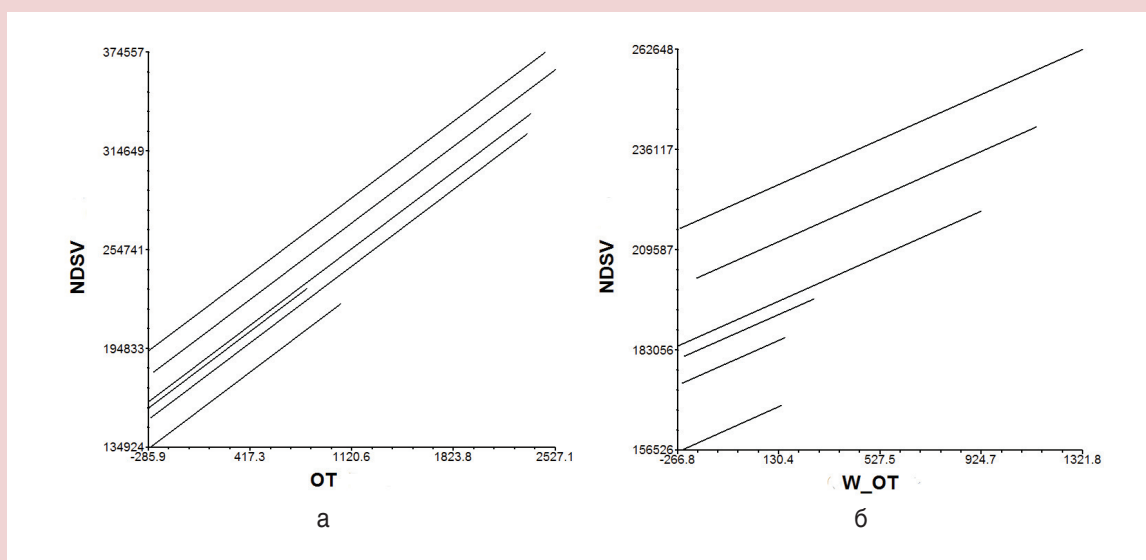 374557
314649
254741
194833
134924
NDSV
-285.9 417.3 1120.6 1823.8 2527.1
OT
а
262648
236117
209587
183056
156526
NDSV
-266.8 130.4 527.5 924.7 1321.8
W_OT
б